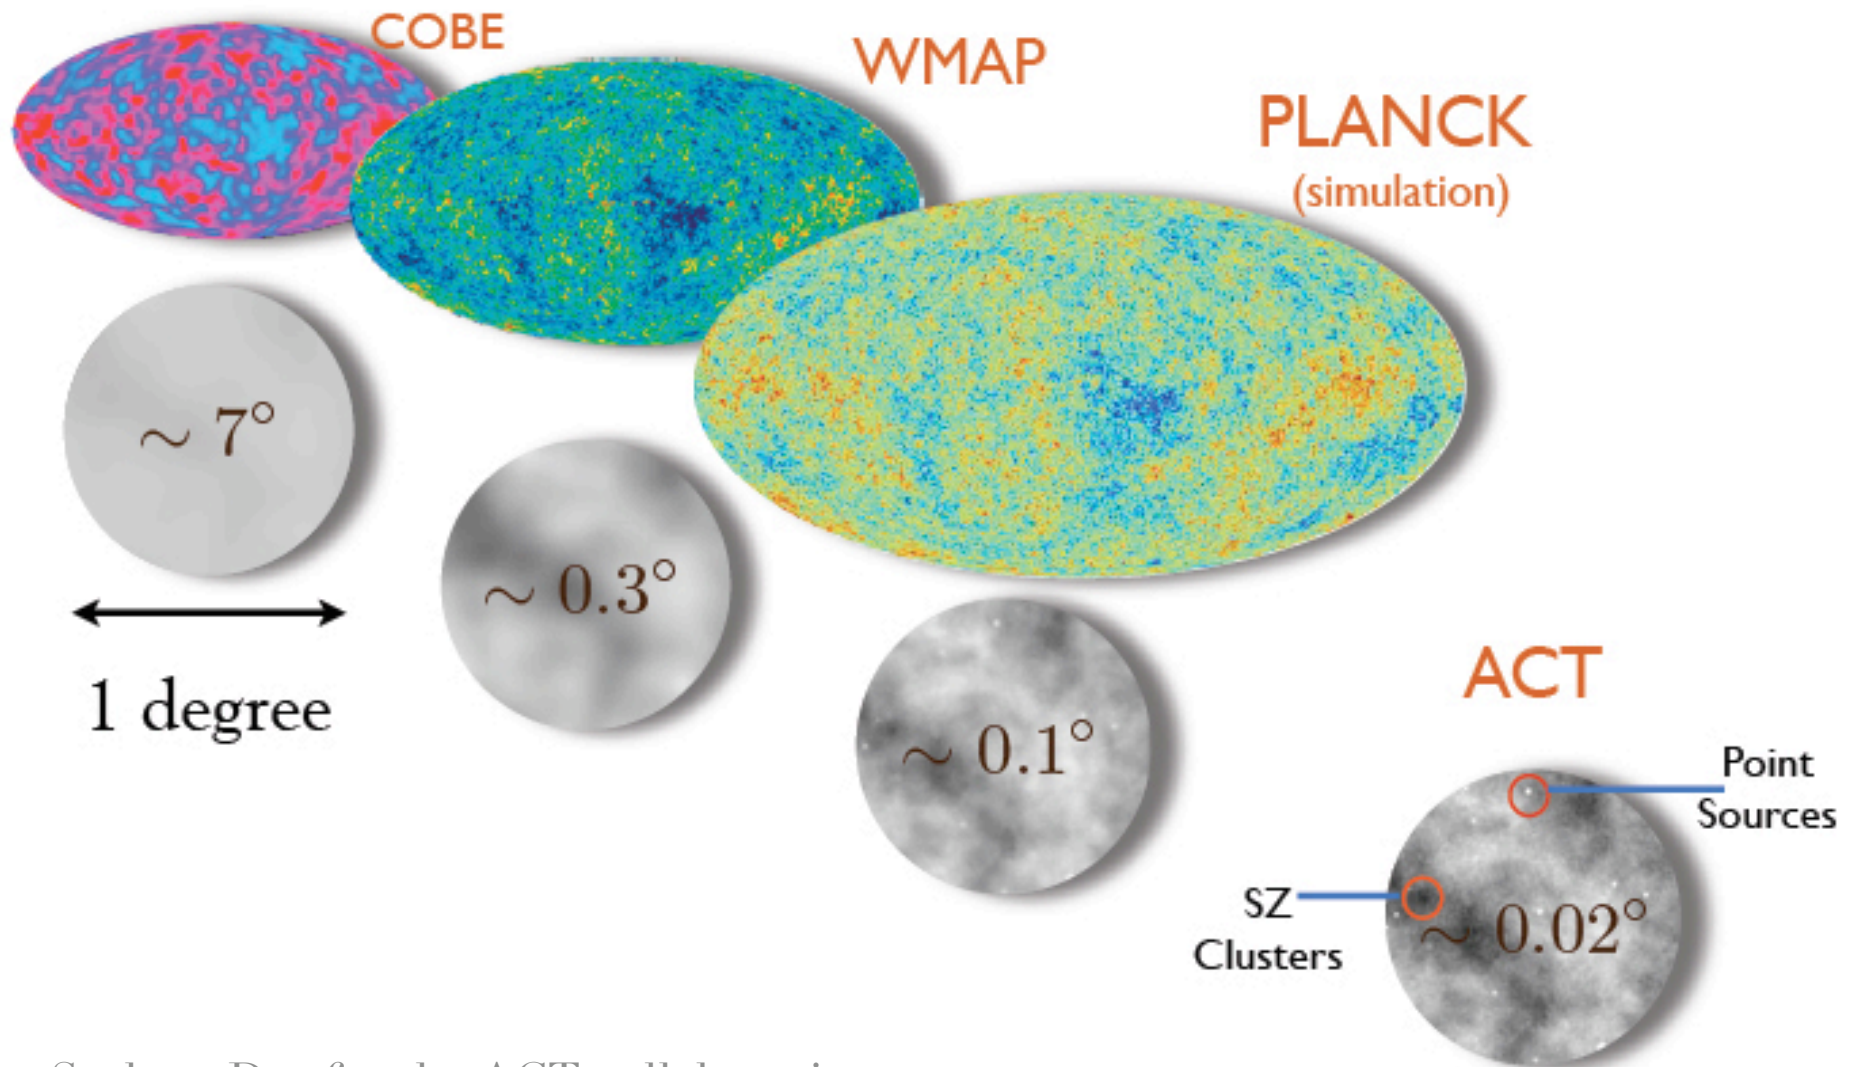 COBE
WMAP
PLANCK
(simulation)
~ 7°
~ 0.3°
1 degree
~ 0.1°
ACT
Point
Sources
SZ
Clusters
~ 0.02°